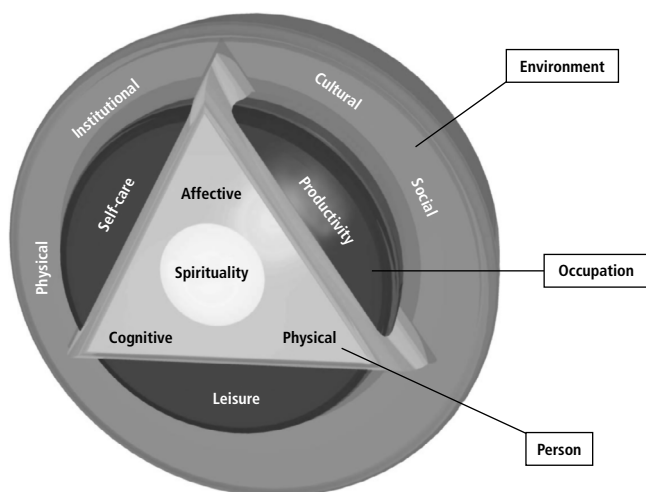 Environment
Institutional
Cultural
Social
Physical
Self-care
Productivity
Affective
Spirituality
Occupation
Cognitive
Physical
Leisure
Person